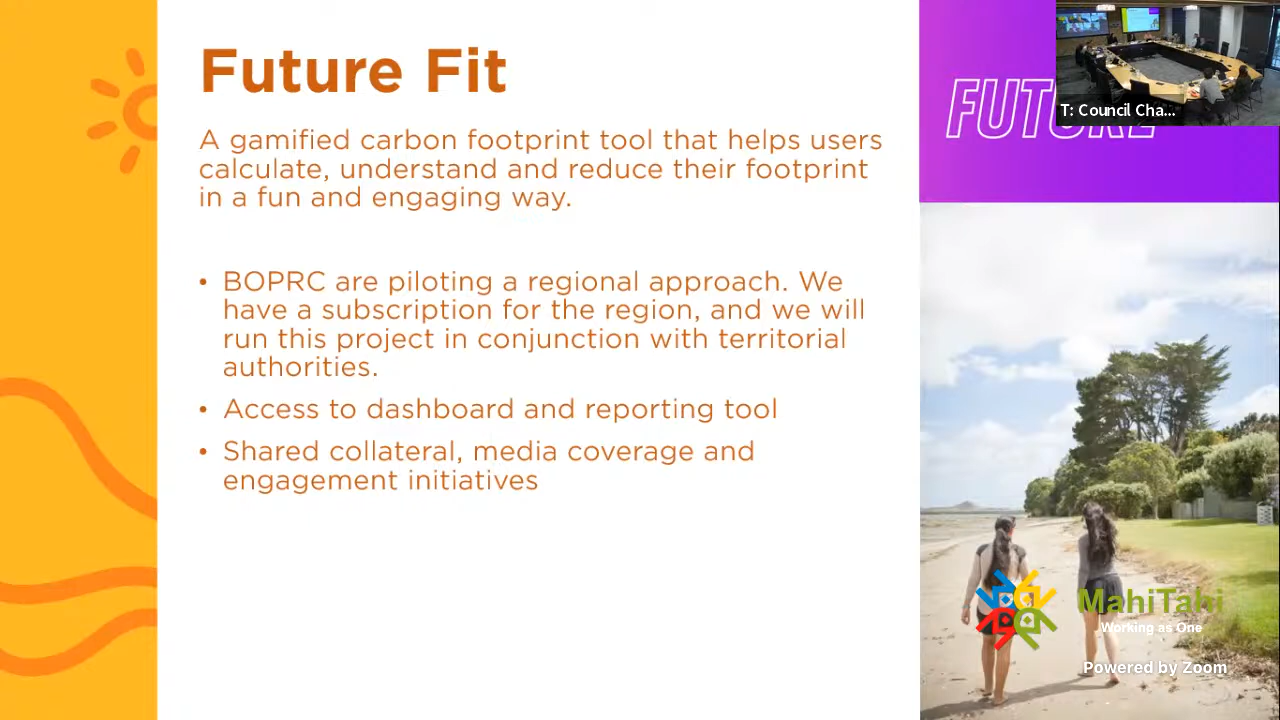 Future Fit
A gamified carbon footprint tool that helps users
calculate, understand and reduce their footprint
in a fun and engaging way.
• BOPRC are piloting a regional approach. We
have a subscription for the region, and we will
run this project in conjunction with territorial
authorities.
• Access to dashboard and reporting tool
• Shared collateral, media coverage and
engagement initiatives
FUTURE
T: Council Cha...
MahiTahi
Working as One
Powered by Zoom